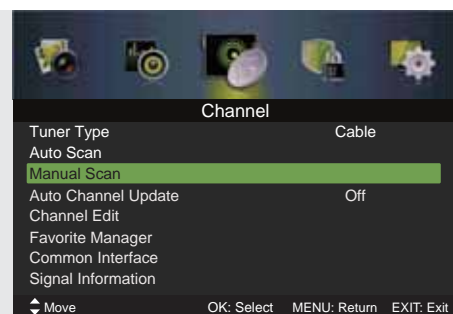 Channel
Tuner Type Cable
Auto Scan
Manual Scan
Auto Channel Update Off
Channel Edit
Favorite Manager
Common Interface
Signal Information
Move OK: Select MENU: Return EXIT: Exit